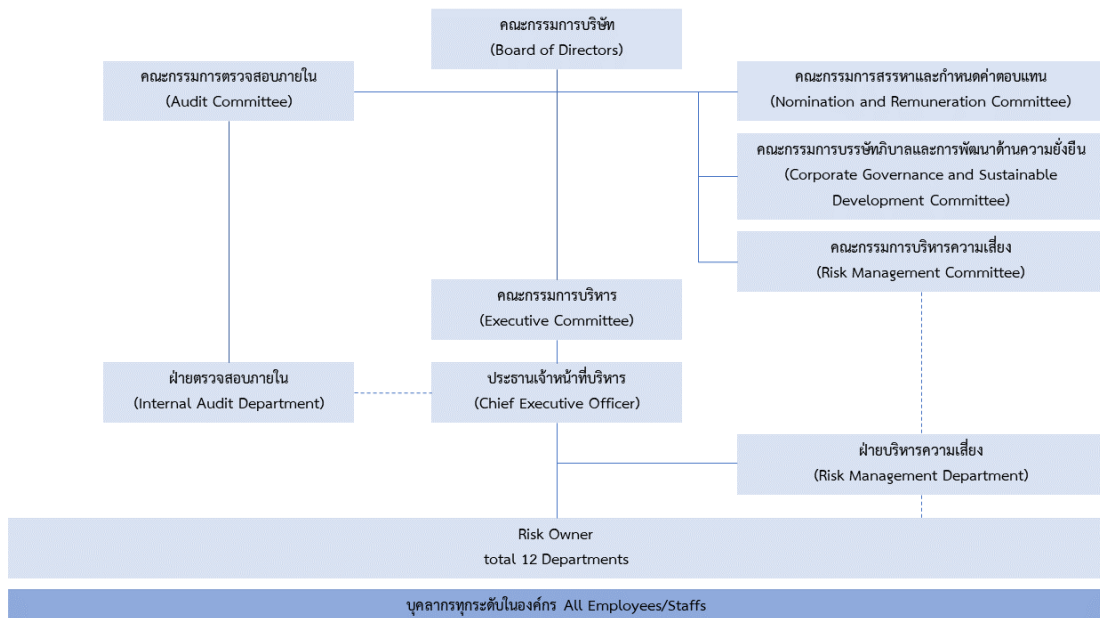 คณะกรรมการบริษัท
(Board of Directors)
คณะกรรมการตรวจสอบภายใน
(Audit Committee)
คณะกรรมการสรรหาและกำหนดค่าตอบแทน
(Nomination and Remuneration Committee)
คณะกรรมการบรรษัทภิบาลและการพัฒนาด้านความยั่งยืน
(Corporate Governance and Sustainable
Development Committee)
คณะกรรมการบริหารความเสี่ยง
(Risk Management Committee)
คณะกรรมการบริหาร
(Executive Committee)
ฝ่ายตรวจสอบภายใน
(Internal Audit Department)
ประธานเจ้าหน้าที่บริหาร
(Chief Executive Officer)
ฝ่ายบริหารความเสี่ยง
(Risk Management Department)
Risk Owner
total 12 Departments
บุคลากรทุกระดับในองค์กร All Employees/Staffs